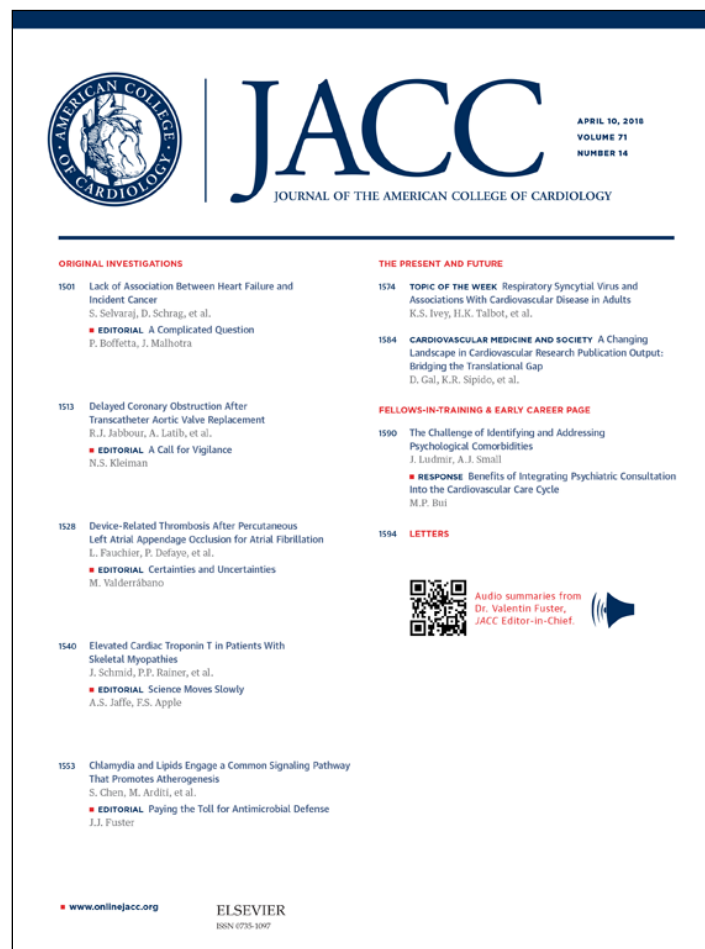 AMERICAN COLLEGE
OF CARDIOLOGY
JACC
JOURNAL OF THE AMERICAN COLLEGE OF CARDIOLOGY
APRIL 10, 2018
VOLUME 71
NUMBER 14
ORIGINAL INVESTIGATIONS
1501 Lack of Association Between Heart Failure and
Incident Cancer
S. Selvaraj, D. Schrag, et al.
■ EDITORIAL A Complicated Question
P. Boffetta, J. Malhotra
1513 Delayed Coronary Obstruction After
Transcatheter Aortic Valve Replacement
R.J. Jabbour, A. Latib, et al.
■ EDITORIAL A Call for Vigilance
N.S. Kleiman
1528 Device-Related Thrombosis After Percutaneous
Left Atrial Appendage Occlusion for Atrial Fibrillation
L. Fauchier, P. Defaye, et al.
■ EDITORIAL Certainties and Uncertainties
M. Valderrábano
1540 Elevated Cardiac Troponin T in Patients With
Skeletal Myopathies
J. Schmid, P.P. Rainer, et al.
■ EDITORIAL Science Moves Slowly
A.S. Jaffe, F.S. Apple
1553 Chlamydia and Lipids Engage a Common Signaling Pathway
That Promotes Atherogenesis
S. Chen, M. Arditi, et al.
■ EDITORIAL Paying the Toll for Antimicrobial Defense
J.J. Fuster
THE PRESENT AND FUTURE
1574 TOPIC OF THE WEEK Respiratory Syncytial Virus and
Associations With Cardiovascular Disease in Adults
K.S. Ivey, H.K. Talbot, et al.
1584 CARDIOVASCULAR MEDICINE AND SOCIETY A Changing
Landscape in Cardiovascular Research Publication Output:
Bridging the Translational Gap
D. Gal, K.R. Sipido, et al.
FELLOWS-IN-TRAINING & EARLY CAREER PAGE
1590 The Challenge of Identifying and Addressing
Psychological Comorbidities
J. Ludmir, A.J. Small
■ RESPONSE Benefits of Integrating Psychiatric Consultation
Into the Cardiovascular Care Cycle
M.P. Bui
1594 LETTERS
Audio summaries from
Dr. Valentin Fuster,
JACC Editor-in-Chief.
■ www.onlinejacc.org
ELSEVIER
ISSN 0735-1097